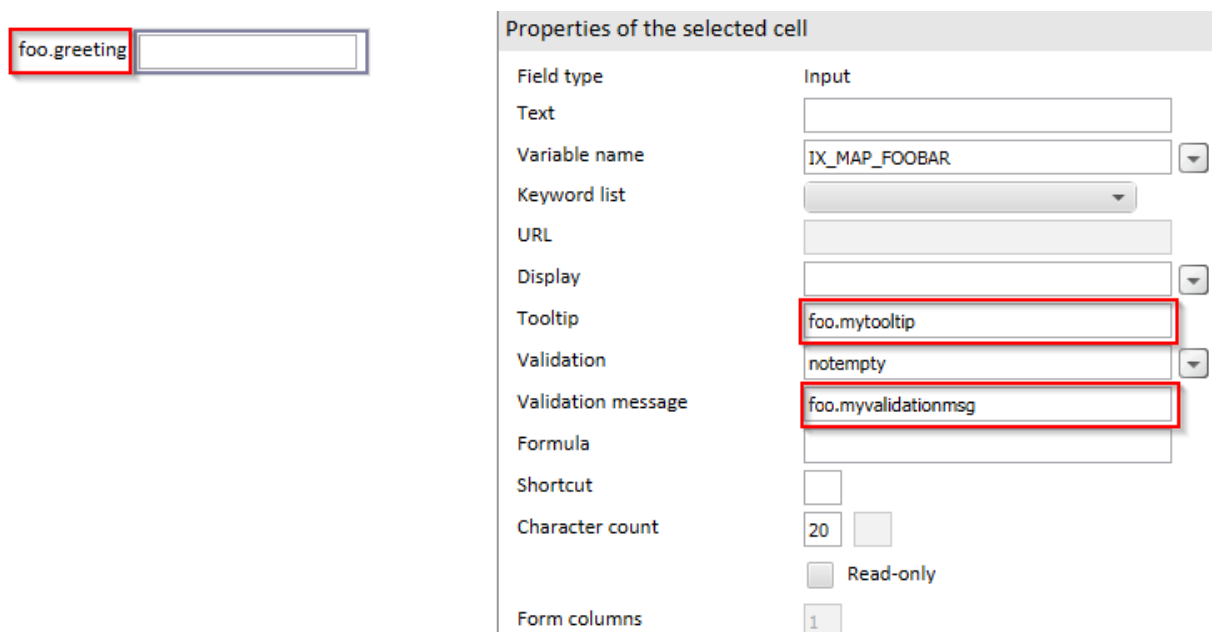 foo.greeting
Properties of the selected cell
Field type Input
Text
Variable name IX_MAP_FOOBAR
Keyword list
URL
Display
Tooltip foo.mytooltip
Validation notempty
Validation message foo.myvalidationmsg
Formula
Shortcut
Character count 20
Read-only
Form columns 1